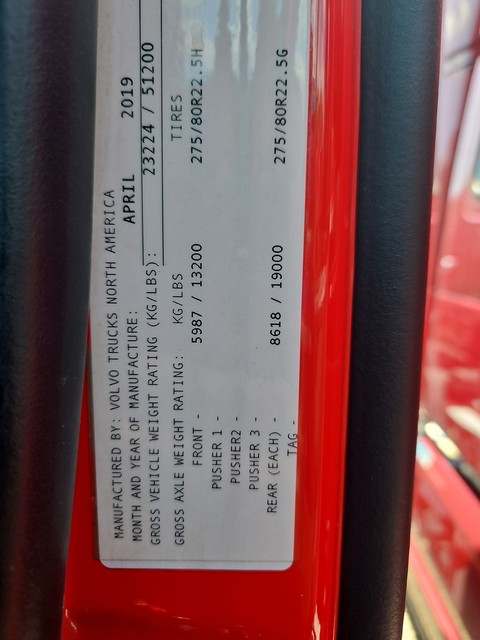 MANUFACTURED BY: VOLVO TRUCKS NORTH AMERICA
MONTH AND YEAR OF MANUFACTURE: APRIL 2019
GROSS VEHICLE WEIGHT RATING (KG/LBS): 23224 / 51200
GROSS AXLE WEIGHT RATING: KG/LBS TIRES
FRONT - 5987 / 13200 275/80R22.5H
PUSHER 1 -
PUSHER2 -
PUSHER 3 -
REAR (EACH) - 8618 / 19000 275/80R22.5G
TAG -